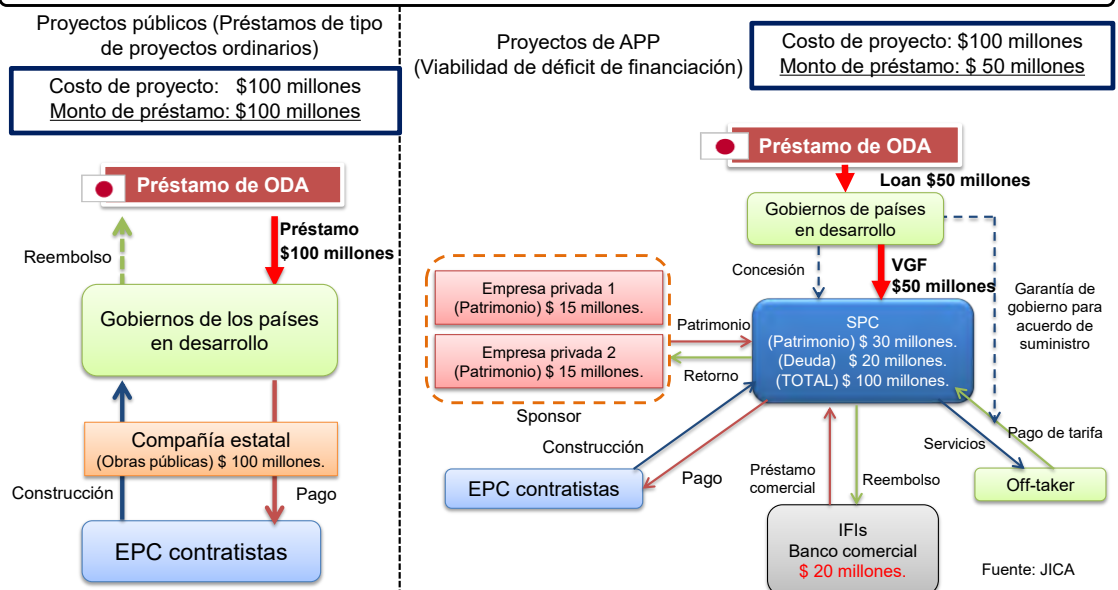 Proyectos públicos (Préstamos de tipo
de proyectos ordinarios)
Costo de proyecto: $100 millones
Monto de préstamo: $100 millones
Préstamo de ODA
Reembolso
Préstamo
$100 millones
Gobiernos de los países
en desarrollo
Compañía estatal
(Obras públicas) $ 100 millones.
Construcción
Pago
EPC contratistas
Proyectos de APP
(Viabilidad de déficit de financiación)
Costo de proyecto: $100 millones
Monto de préstamo: $ 50 millones
Préstamo de ODA
Loan $50 millones
Gobiernos de países
en desarrollo
Concesión
VGF
$50 millones
Garantía de
gobierno para
acuerdo de
suministro
Empresa privada 1
(Patrimonio) $ 15 millones.
Empresa privada 2
(Patrimonio) $ 15 millones.
Sponsor
Patrimonio
Retorno
SPC
(Patrimonio) $ 30 millones.
(Deuda) $ 20 millones.
(TOTAL) $ 100 millones.
Construcción
Pago
EPC contratistas
Préstamo
comercial
Reembolso
Servicios
Pago de tarifa
Off-taker
IFIs
Banco comercial
$ 20 millones.
Fuente: JICA